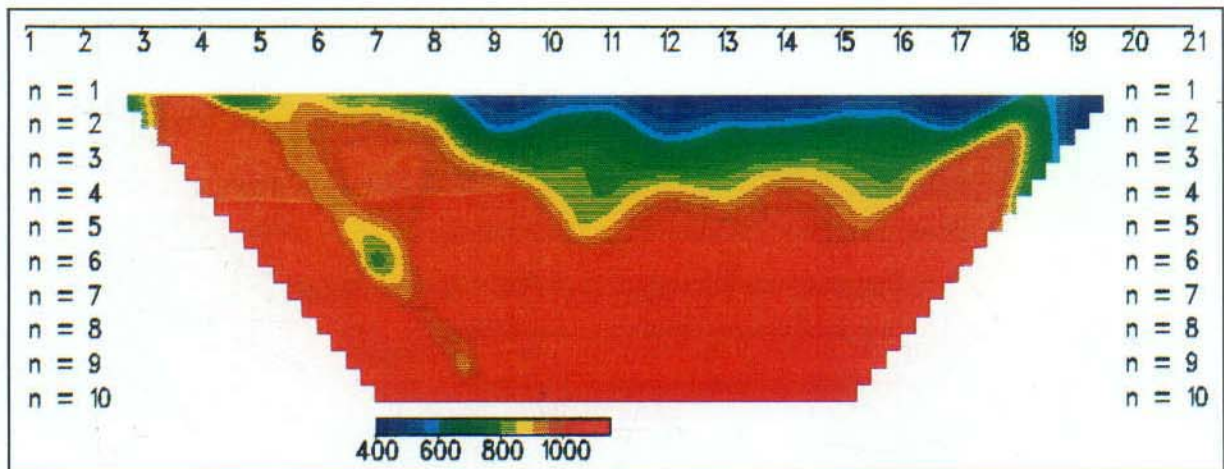 1 2 3 4 5 6 7 8 9 10 11 12 13 14 15 16 17 18 19 20 21
n = 1 n = 1
n = 2 n = 2
n = 3 n = 3
n = 4 n = 4
n = 5 n = 5
n = 6 n = 6
n = 7 n = 7
n = 8 n = 8
n = 9 n = 9
n = 10 n = 10
400 600 800 1000